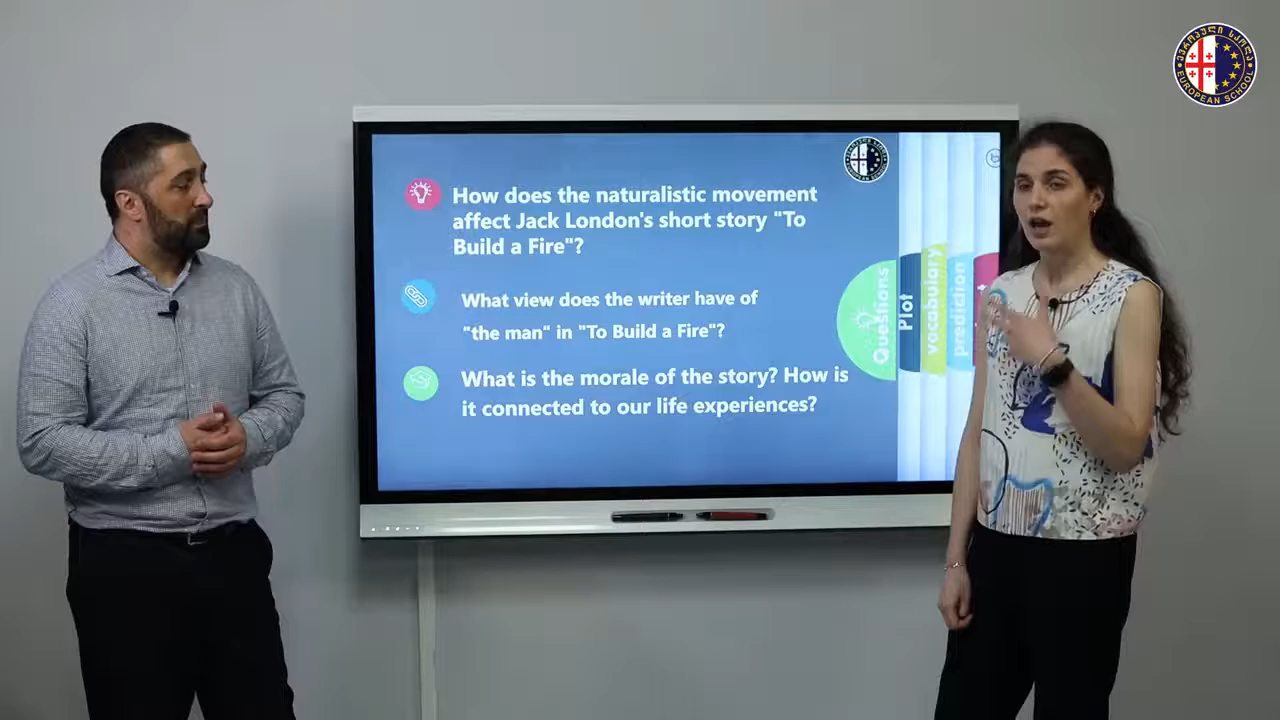 ევროპული სკოლა
EUROPEAN SCHOOL
How does the naturalistic movement
affect Jack London's short story "To
Build a Fire"?
What view does the writer have of
"the man" in "To Build a Fire"?
What is the morale of the story? How is
it connected to our life experiences?
Questions
Plot
vocabulary
prediction